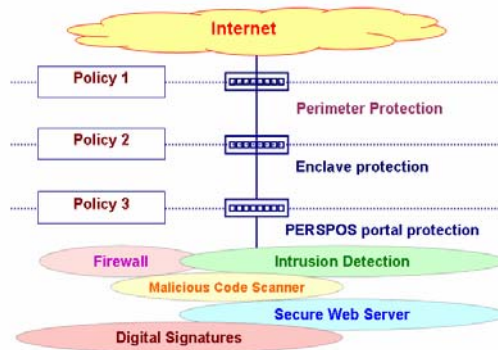 Internet
Policy 1
Perimeter Protection
Policy 2
Enclave protection
Policy 3
PERSPOS portal protection
Firewall
Intrusion Detection
Malicious Code Scanner
Secure Web Server
Digital Signatures